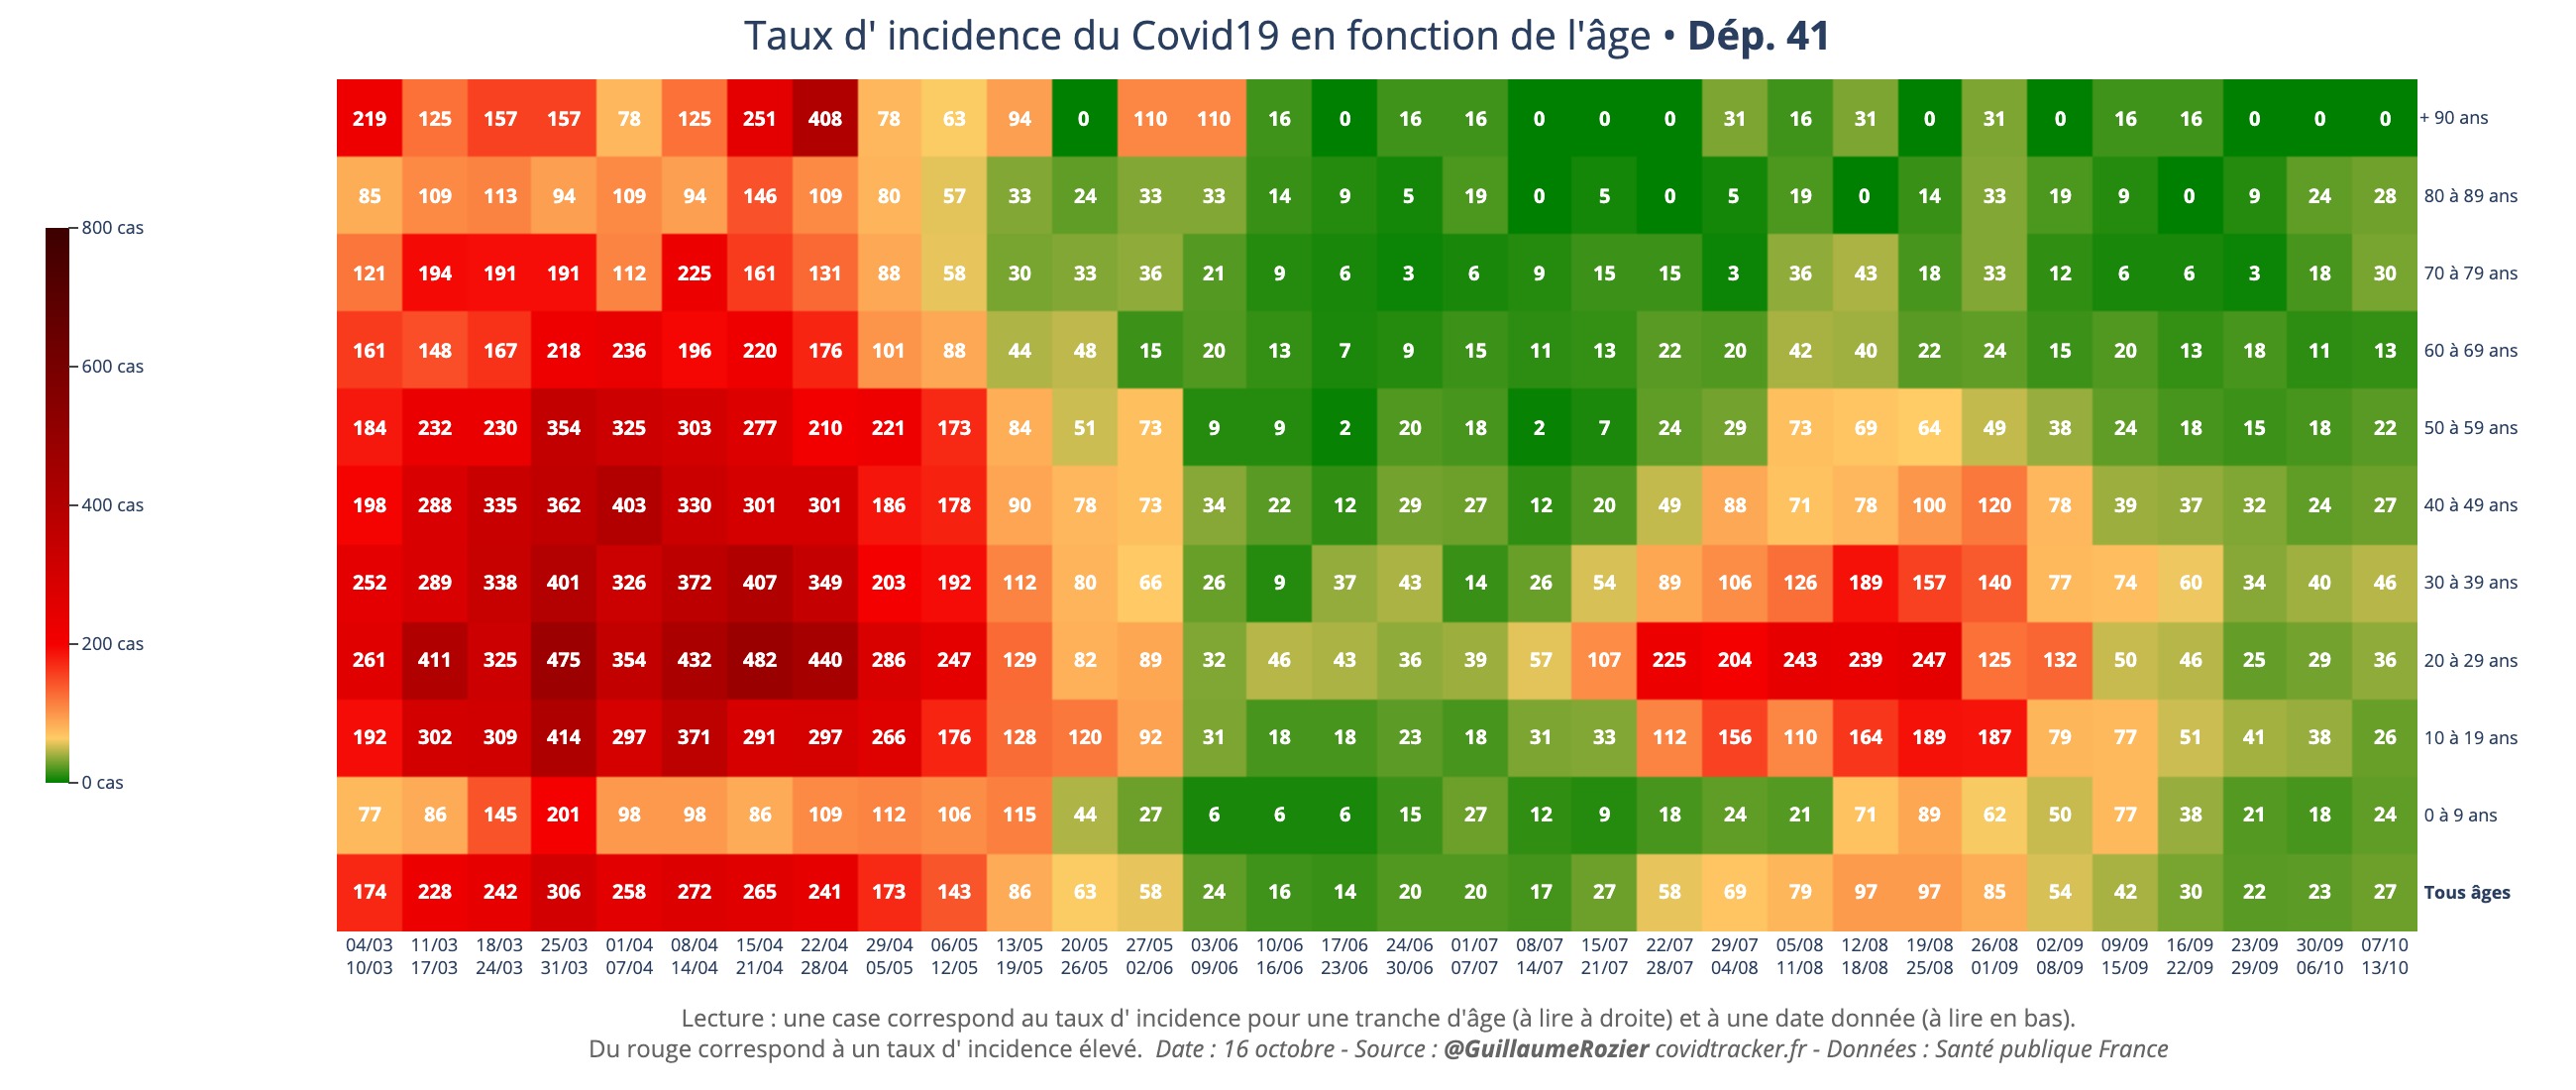 Taux d' incidence du Covid19 en fonction de l'âge • Dép. 41
219 125 157 157 78 125 251 408 78 63 94 0 110 110 16 0 16 16 0 0 0 31 16 31 0 31 0 16 16 0 0 0 + 90 ans
85 109 113 94 109 94 146 109 80 57 33 24 33 33 14 9 5 19 0 5 0 5 19 0 14 33 19 9 0 9 24 28 80 à 89 ans
800 cas
121 194 191 191 112 225 161 131 88 58 30 33 36 21 9 6 3 6 9 15 15 3 36 43 18 33 12 6 6 3 18 30 70 à 79 ans
161 148 167 218 236 196 220 176 101 88 44 48 15 20 13 7 9 15 11 13 22 20 42 40 22 24 15 20 13 18 11 13 60 à 69 ans
600 cas
184 232 230 354 325 303 277 210 221 173 84 51 73 9 9 2 20 18 2 7 24 29 73 69 64 49 38 24 18 15 18 22 50 à 59 ans
400 cas
198 288 335 362 403 330 301 301 186 178 90 78 73 34 22 12 29 27 12 20 49 88 71 78 100 120 78 39 37 32 24 27 40 à 49 ans
252 289 338 401 326 372 407 349 203 192 112 80 66 26 9 37 43 14 26 54 89 106 126 189 157 140 77 74 60 34 40 46 30 à 39 ans
200 cas
261 411 325 475 354 432 482 440 286 247 129 82 89 32 46 43 36 39 57 107 225 204 243 239 247 125 132 50 46 25 29 36 20 à 29 ans
192 302 309 414 297 371 291 297 266 176 128 120 92 31 18 18 23 18 31 33 112 156 110 164 189 187 79 77 51 41 38 26 10 à 19 ans
0 cas
77 86 145 201 98 98 86 109 112 106 115 44 27 6 6 6 15 27 12 9 18 24 21 71 89 62 50 77 38 21 18 24 0 à 9 ans
174 228 242 306 258 272 265 241 173 143 86 63 58 24 16 14 20 20 17 27 58 69 79 97 97 85 54 42 30 22 23 27 Tous âges
04/03 11/03 18/03 25/03 01/04 08/04 15/04 22/04 29/04 06/05 13/05 20/05 27/05 03/06 10/06 17/06 24/06 01/07 08/07 15/07 22/07 29/07 05/08 12/08 19/08 26/08 02/09 09/09 16/09 23/09 30/09 07/10
10/03 17/03 24/03 31/03 07/04 14/04 21/04 28/04 05/05 12/05 19/05 26/05 02/06 09/06 16/06 23/06 30/06 07/07 14/07 21/07 28/07 04/08 11/08 18/08 25/08 01/09 08/09 15/09 22/09 29/09 06/10 13/10
Lecture : une case correspond au taux d' incidence pour une tranche d'âge (à lire à droite) et à une date donnée (à lire en bas).
Du rouge correspond à un taux d' incidence élevé. Date : 16 octobre - Source : @GuillaumeRozier covidtracker.fr - Données : Santé publique France